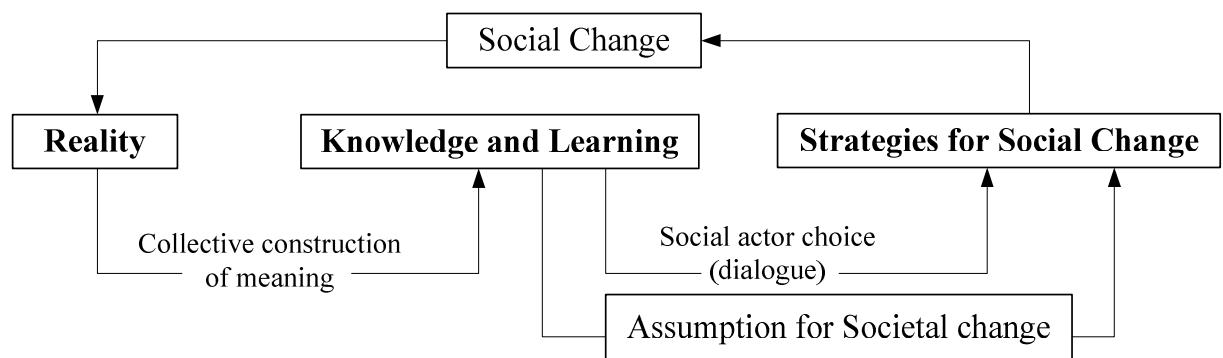 Social Change
Reality
Knowledge and Learning
Strategies for Social Change
Collective construction
of meaning
Social actor choice
(dialogue)
Assumption for Societal change